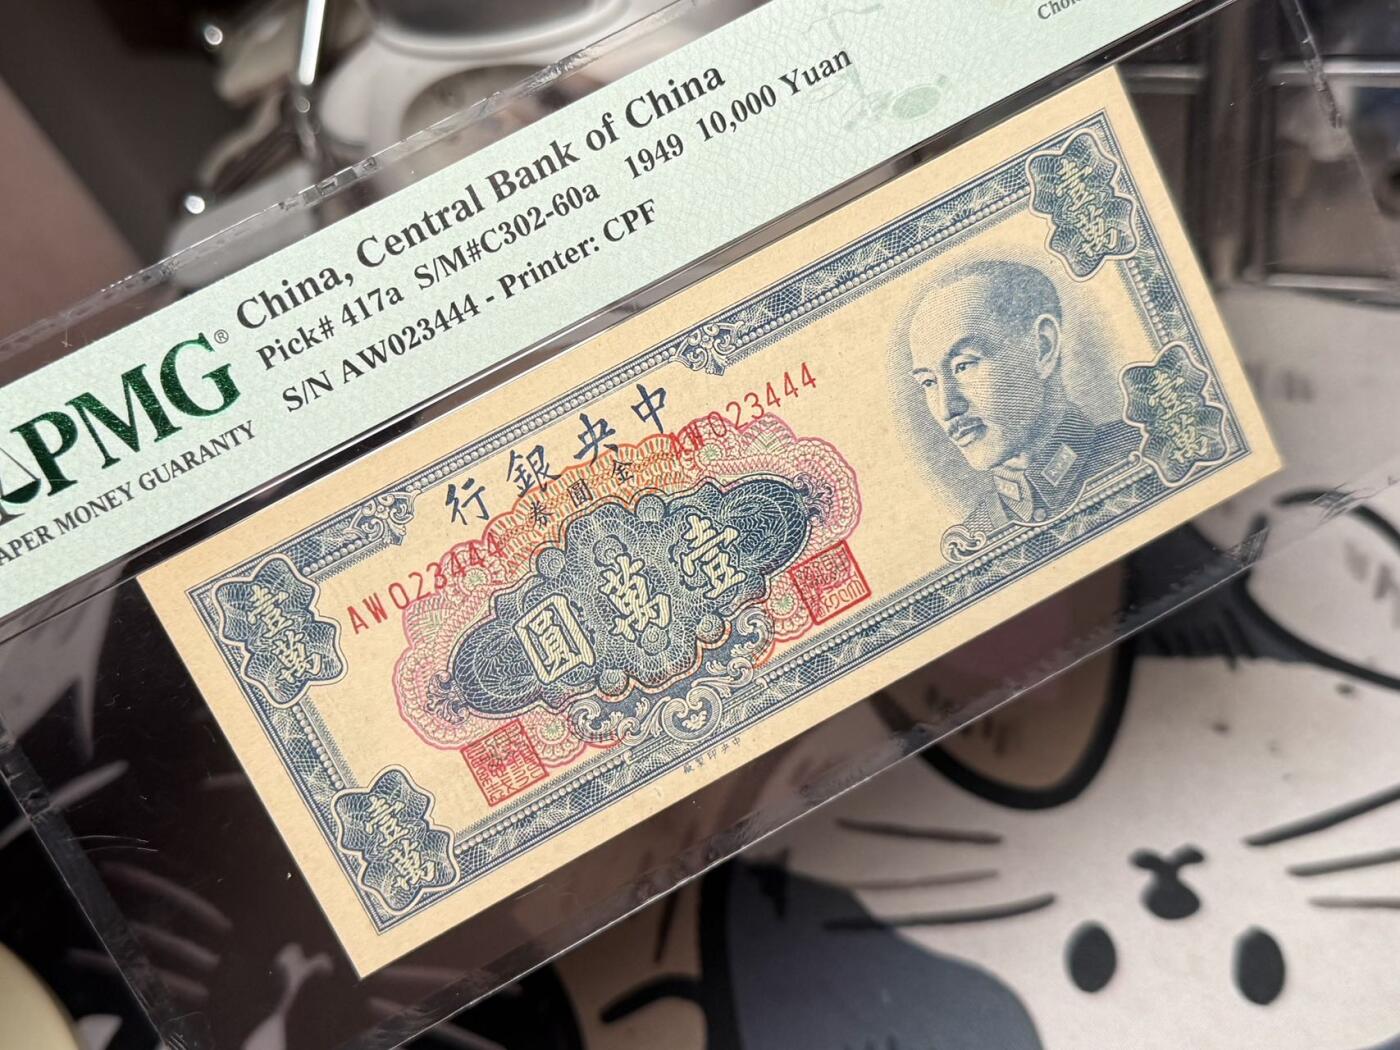 China, Central Bank of China
Pick# 417a S/M#C302-60a 1949 10,000 Yuan
S/N AW023444 - Printer: CPF
PMG®
APER MONEY GUARANTY
行銀央中
券圓金
AW023444
AW023444
圓萬壹
壹萬
壹萬
壹萬
壹萬